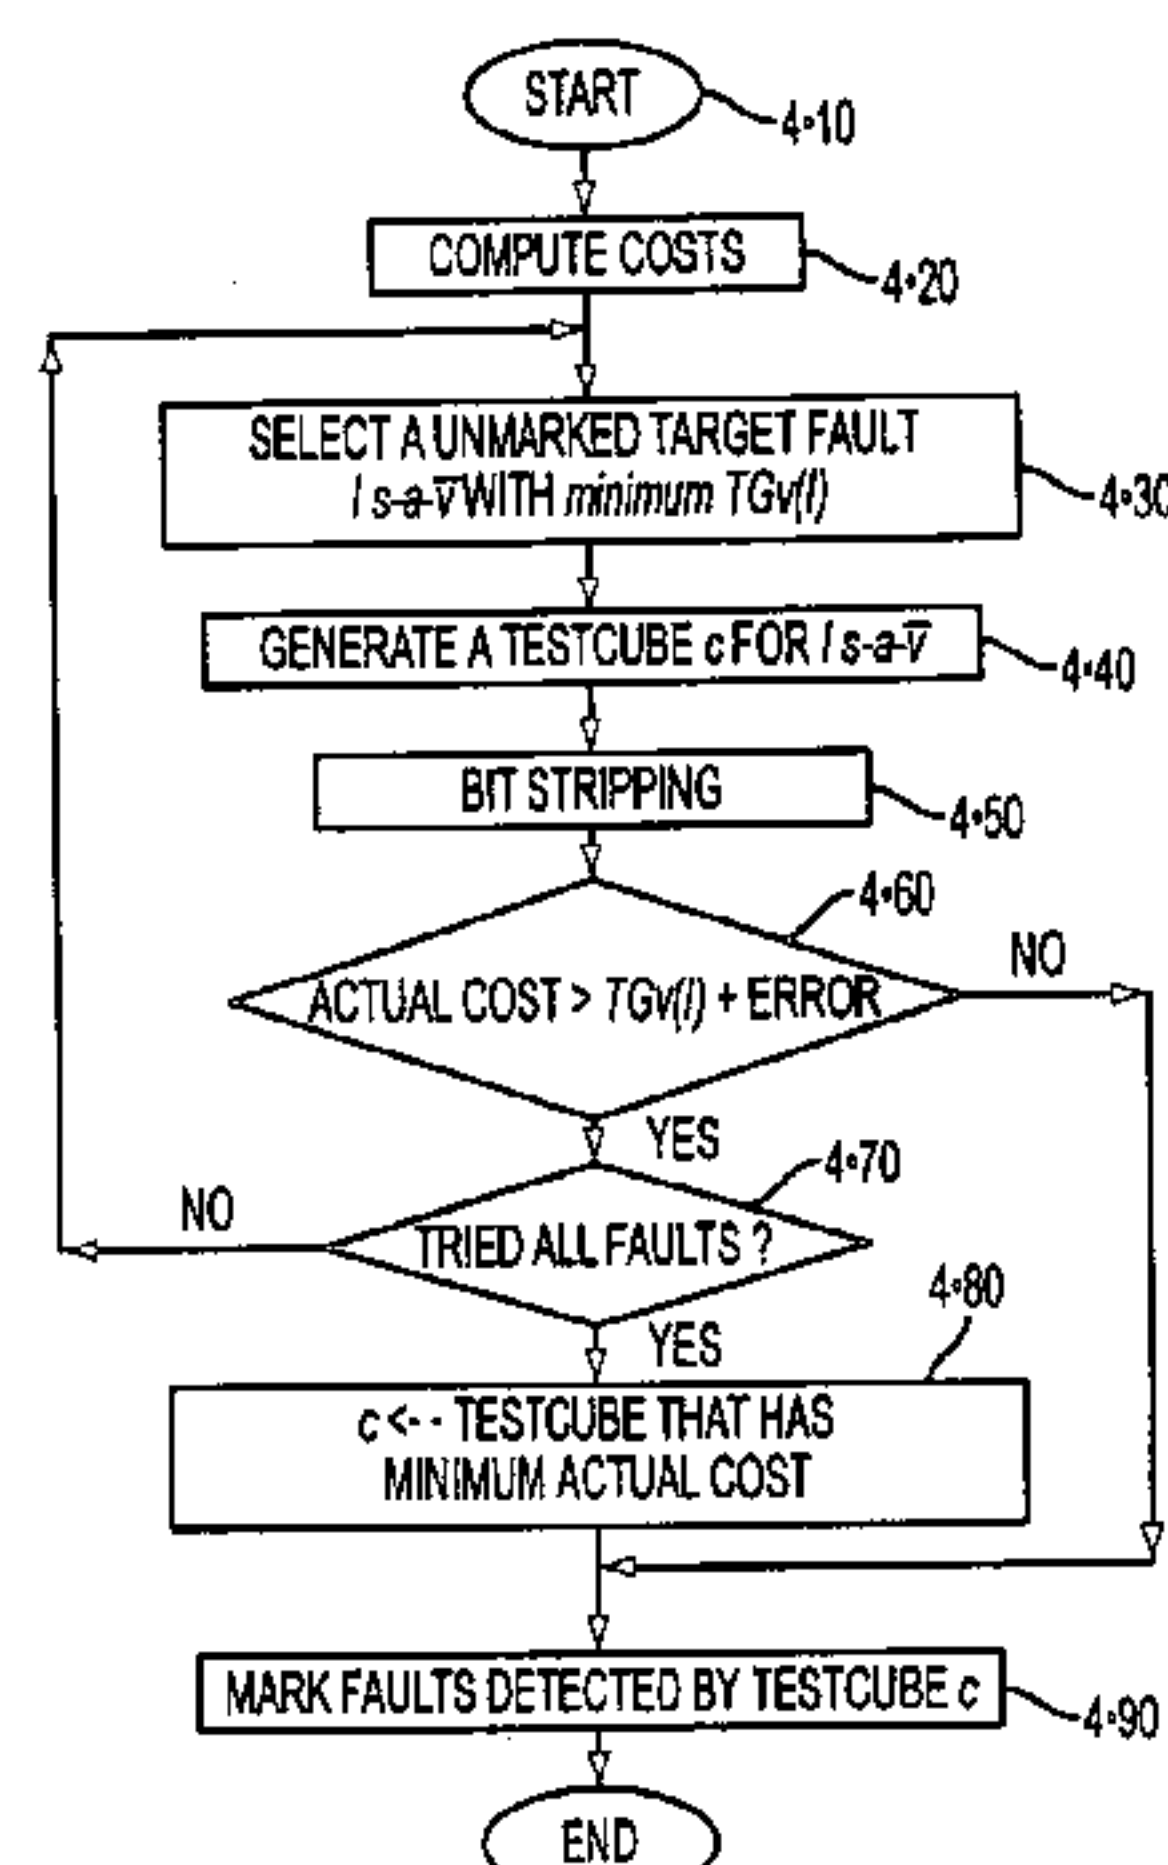 START
4•10
COMPUTE COSTS
4•20
SELECT A UNMARKED TARGET FAULT
l s-a-v̅ WITH minimum TGv(l)
4•30
GENERATE A TESTCUBE c FOR l s-a-v̅
4•40
BIT STRIPPING
4•50
4•60
ACTUAL COST > TGv(l) + ERROR
NO
YES
4•70
NO
TRIED ALL FAULTS ?
YES
4•80
c <-- TESTCUBE THAT HAS
MINIMUM ACTUAL COST
MARK FAULTS DETECTED BY TESTCUBE c
4•90
END